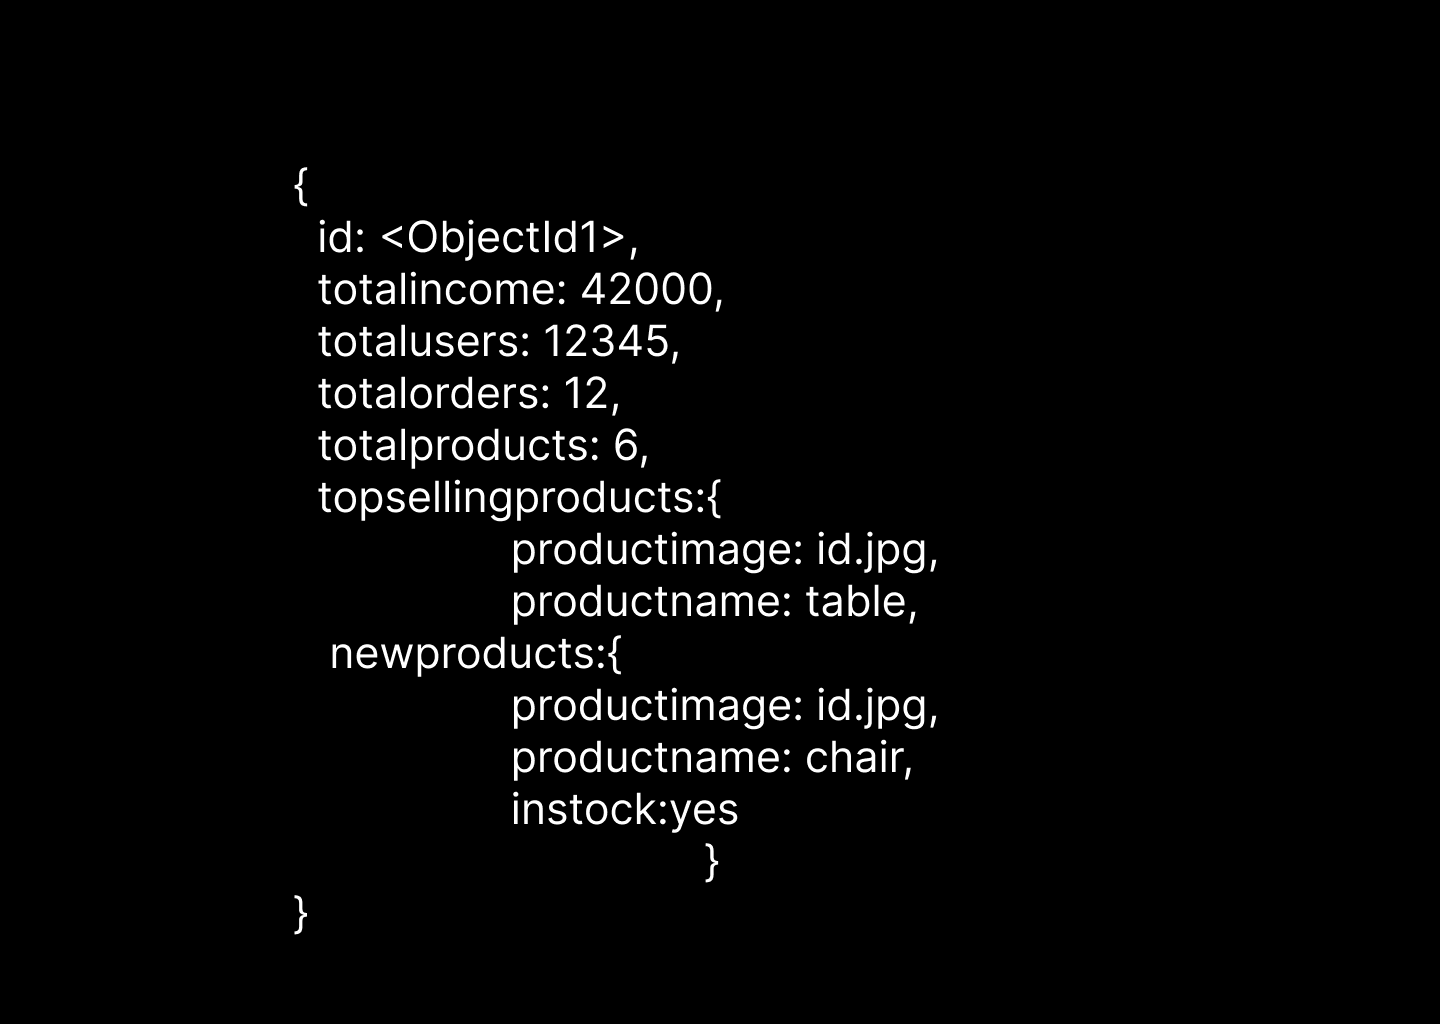 {
id: <ObjectId1>,
totalincome: 42000,
totalusers: 12345,
totalorders: 12,
totalproducts: 6,
topsellingproducts:{
productimage: id.jpg,
productname: table,
newproducts:{
productimage: id.jpg,
productname: chair,
instock:yes
}
}